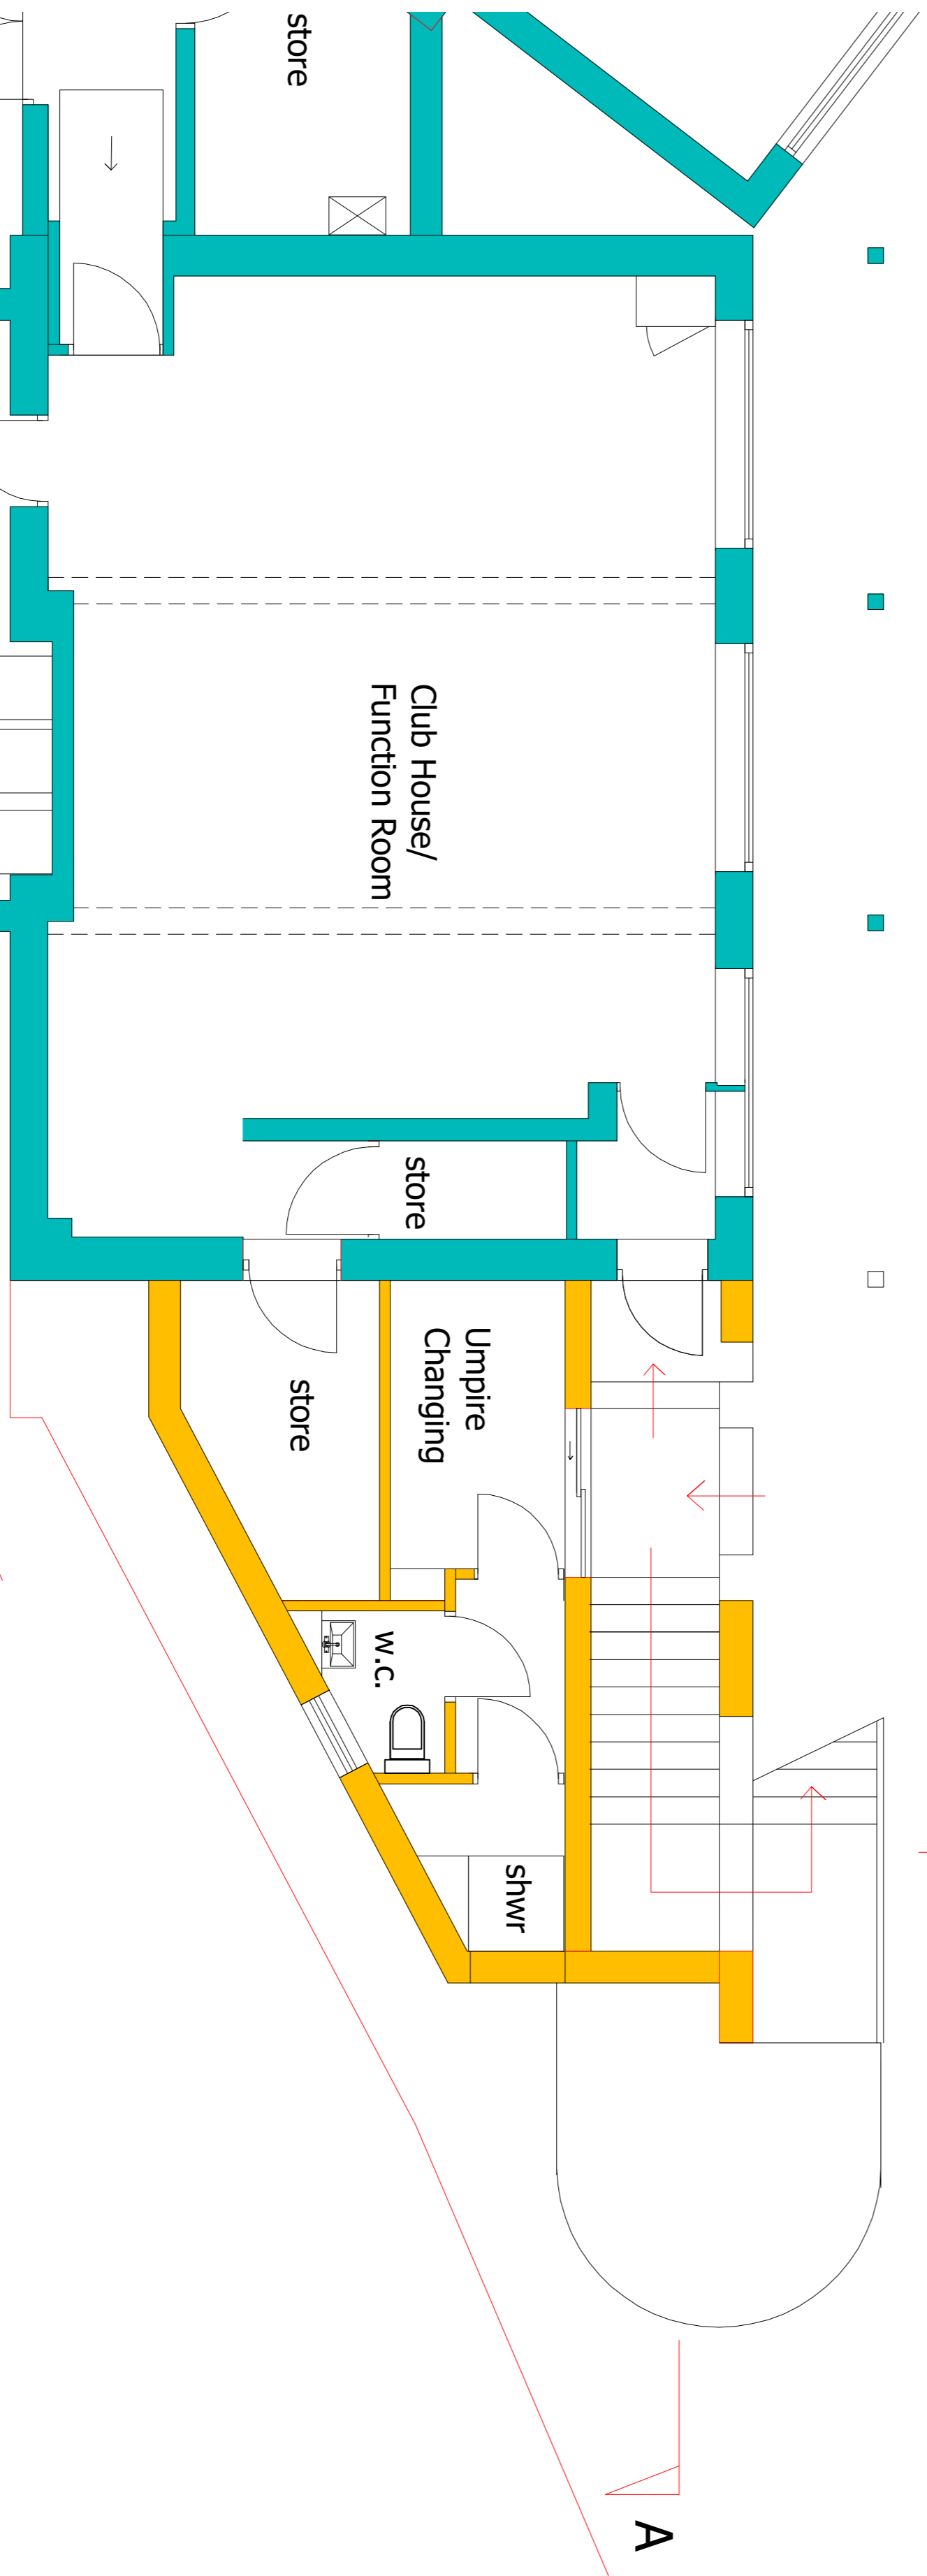 store
Club House/
Function Room
store
Umpire
Changing
store
w.c.
shwr
A